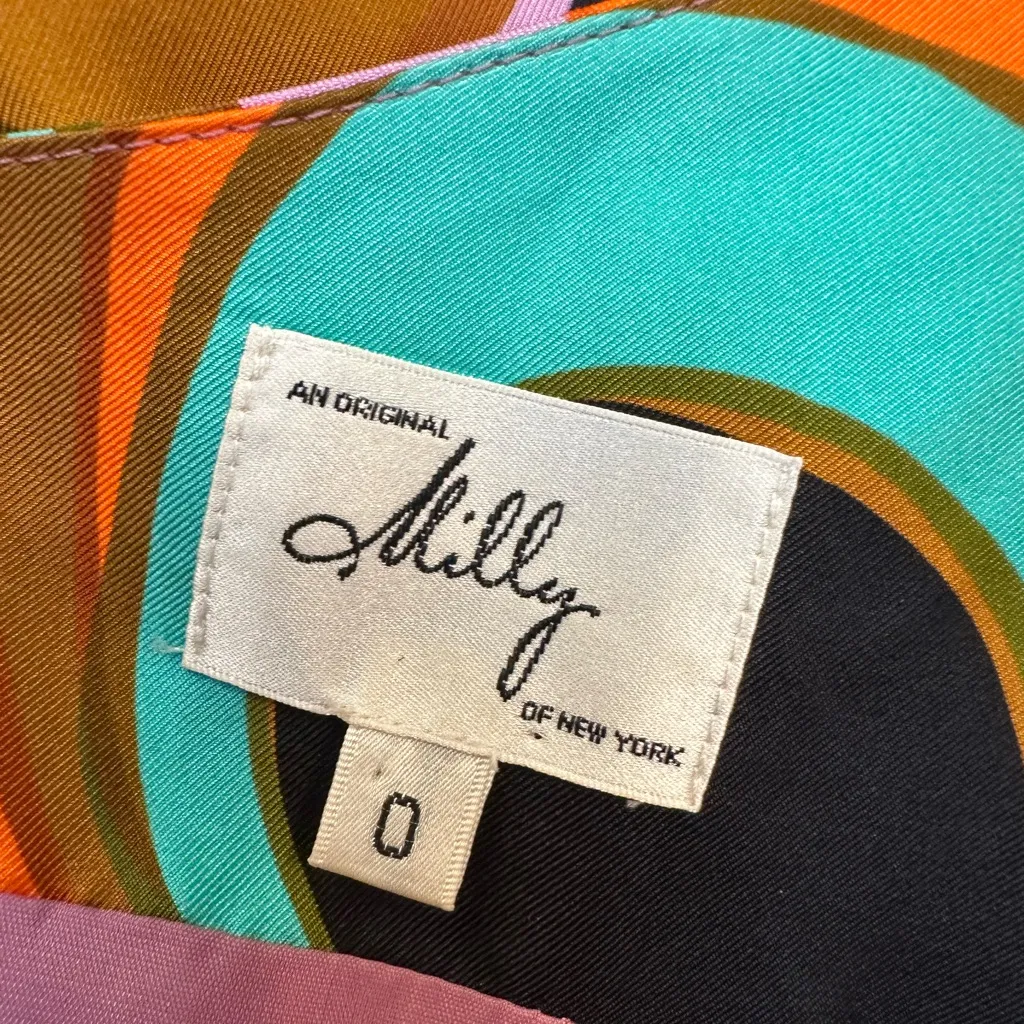 AN ORIGINAL
Milly
OF NEW YORK
0